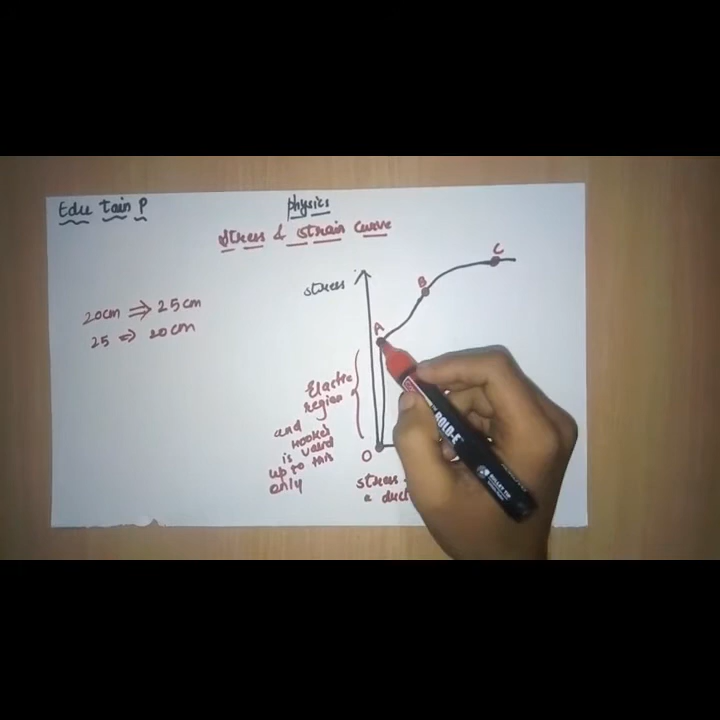 Edu Tain P
physics
stress & strain curve
20cm ⇒ 25cm
25 ⇒ 20cm
stress
A
B
C
Elastic
region
and
Hooke's
is valid
up to this
only
O
stress
a duct
BOLD-E